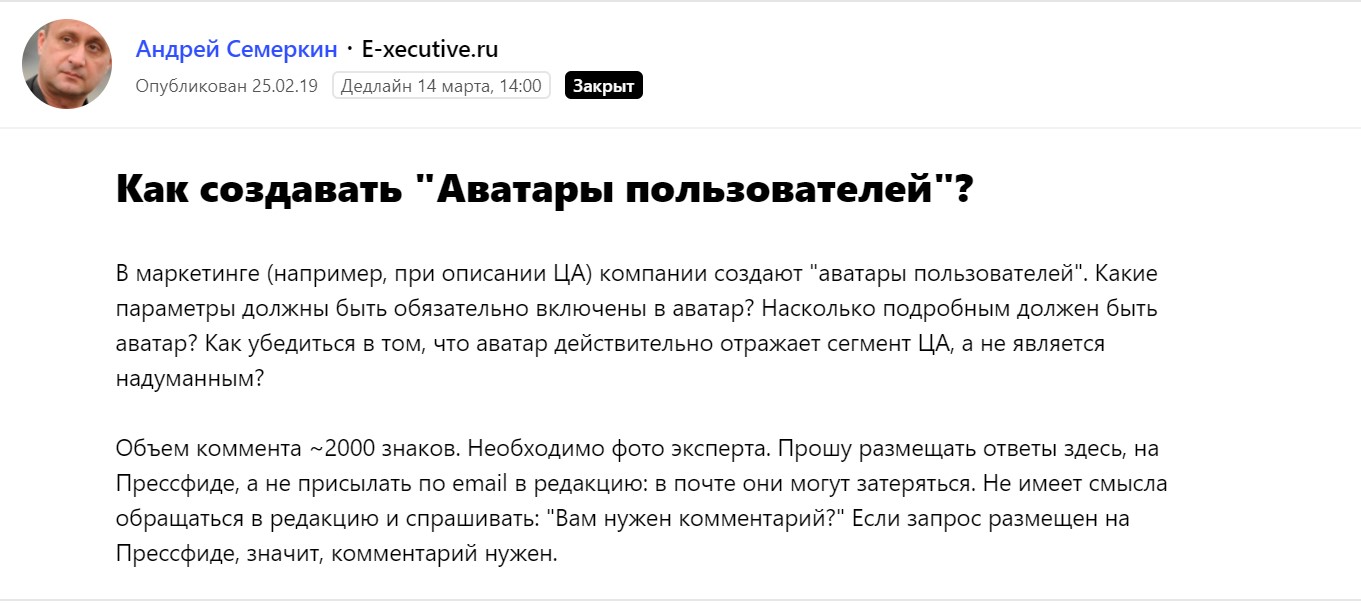 Андрей Семеркин · E-xecutive.ru
Опубликован 25.02.19 Дедлайн 14 марта, 14:00 Закрыт
Как создавать "Аватары пользователей"?
В маркетинге (например, при описании ЦА) компании создают "аватары пользователей". Какие
параметры должны быть обязательно включены в аватар? Насколько подробным должен быть
аватар? Как убедиться в том, что аватар действительно отражает сегмент ЦА, а не является
надуманным?
Объем коммента ~2000 знаков. Необходимо фото эксперта. Прошу размещать ответы здесь, на
Прессфиде, а не присылать по email в редакцию: в почте они могут затеряться. Не имеет смысла
обращаться в редакцию и спрашивать: "Вам нужен комментарий?" Если запрос размещен на
Прессфиде, значит, комментарий нужен.